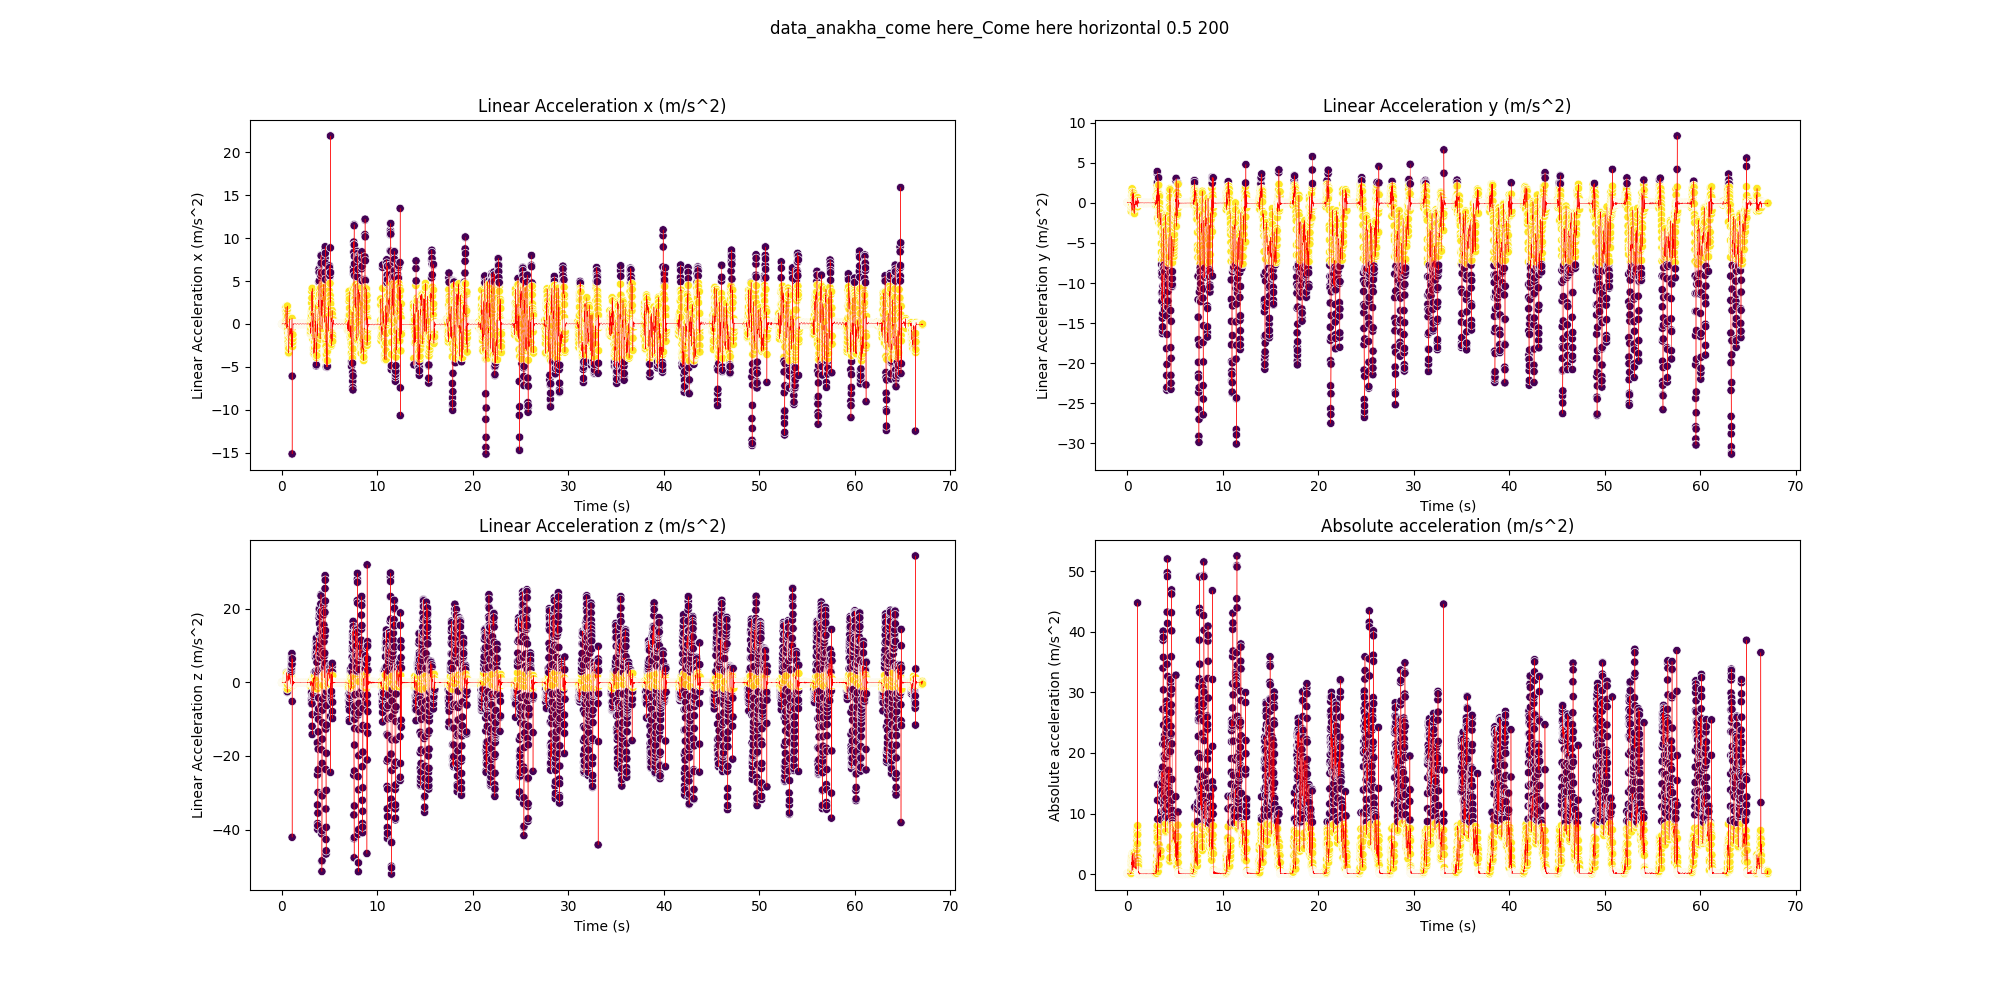 data_anakha_come here_Come here horizontal 0.5 200
Linear Acceleration x (m/s^2)
Linear Acceleration x (m/s^2)
20
15
10
5
0
−5
−10
−15
0 10 20 30 40 50 60 70
Time (s)
Linear Acceleration y (m/s^2)
Linear Acceleration y (m/s^2)
10
5
0
−5
−10
−15
−20
−25
−30
0 10 20 30 40 50 60 70
Time (s)
Linear Acceleration z (m/s^2)
Linear Acceleration z (m/s^2)
20
0
−20
−40
0 10 20 30 40 50 60 70
Time (s)
Absolute acceleration (m/s^2)
Absolute acceleration (m/s^2)
50
40
30
20
10
0
0 10 20 30 40 50 60 70
Time (s)